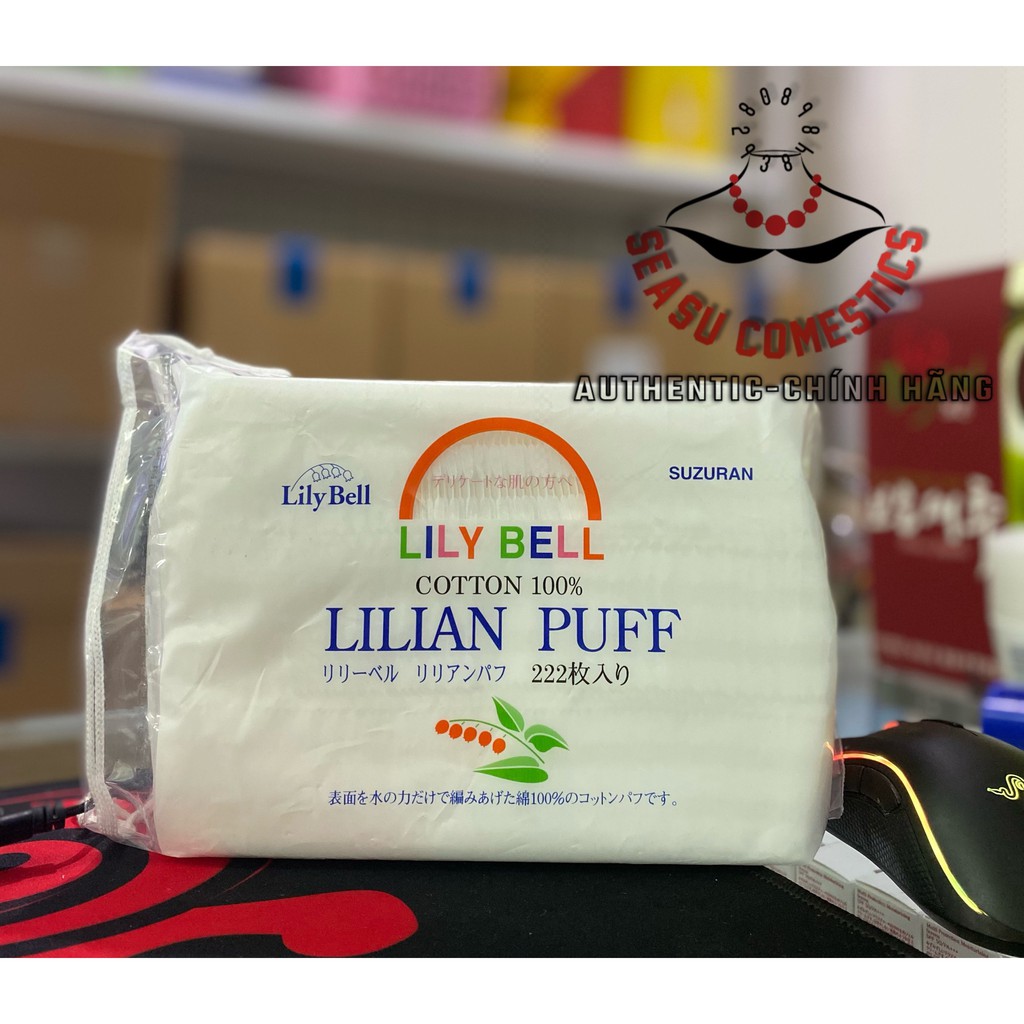 SEASU COMESTICS
AUTHENTIC-CHÍNH HÃNG
Lily Bell
デリケートな肌の方へ
SUZURAN
LILY BELL
COTTON 100%
LILIAN PUFF
リリーベル リリアンパフ 222枚入り
表面を水の力だけで編みあげた綿100%のコットンパフです。